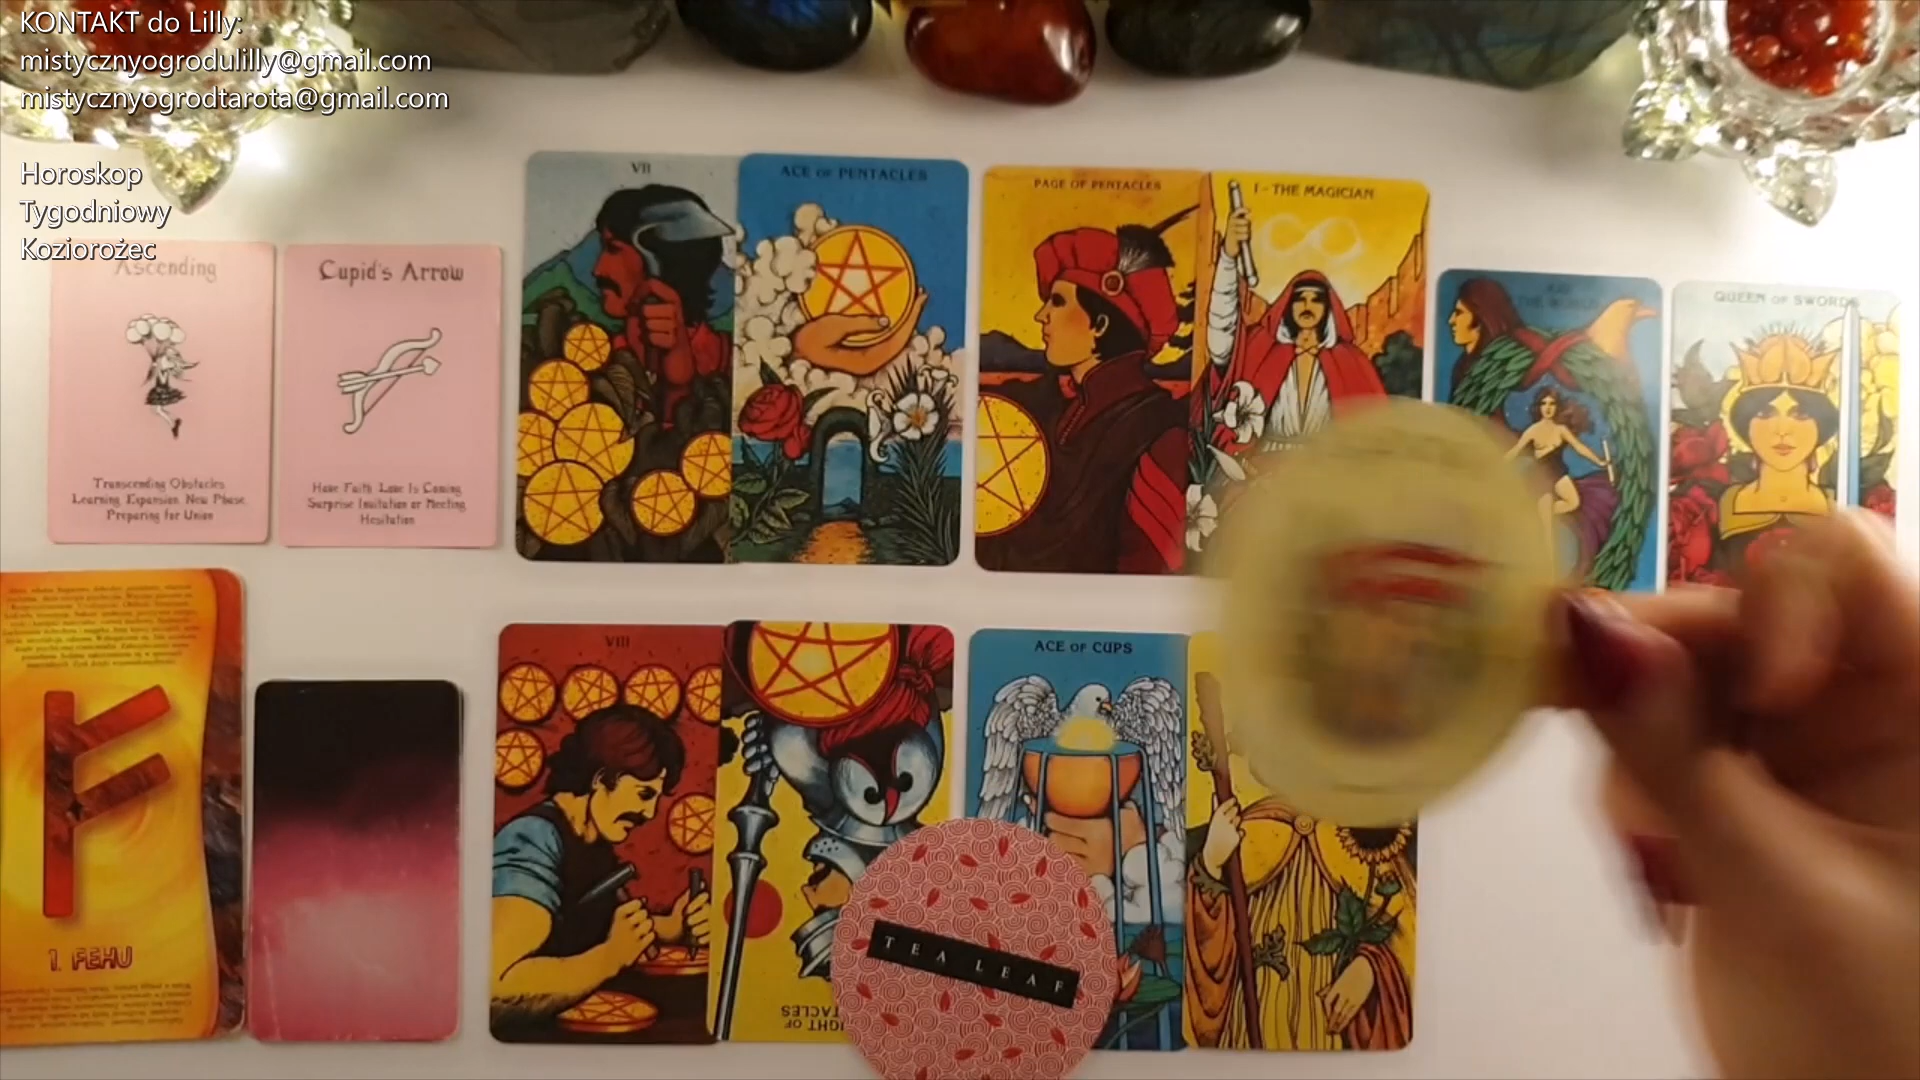 KONTAKT do Lilly:
mistycznyogrodulilly@gmail.com
mistycznyogrodtarota@gmail.com
Horoskop
Tygodniowy
Koziorożec
Ascending
Transcending Obstacles
Learning Expansion New Phase
Preparing for Union
Cupid's Arrow
Have Faith Love Is Coming
Surprise Invitation or Meeting
Hesitation
VII
ACE OF PENTACLES
PAGE OF PENTACLES
I - THE MAGICIAN
THE WORLD
QUEEN OF SWORDS
1. FEHU
VIII
ACE OF CUPS
TEA LEAF